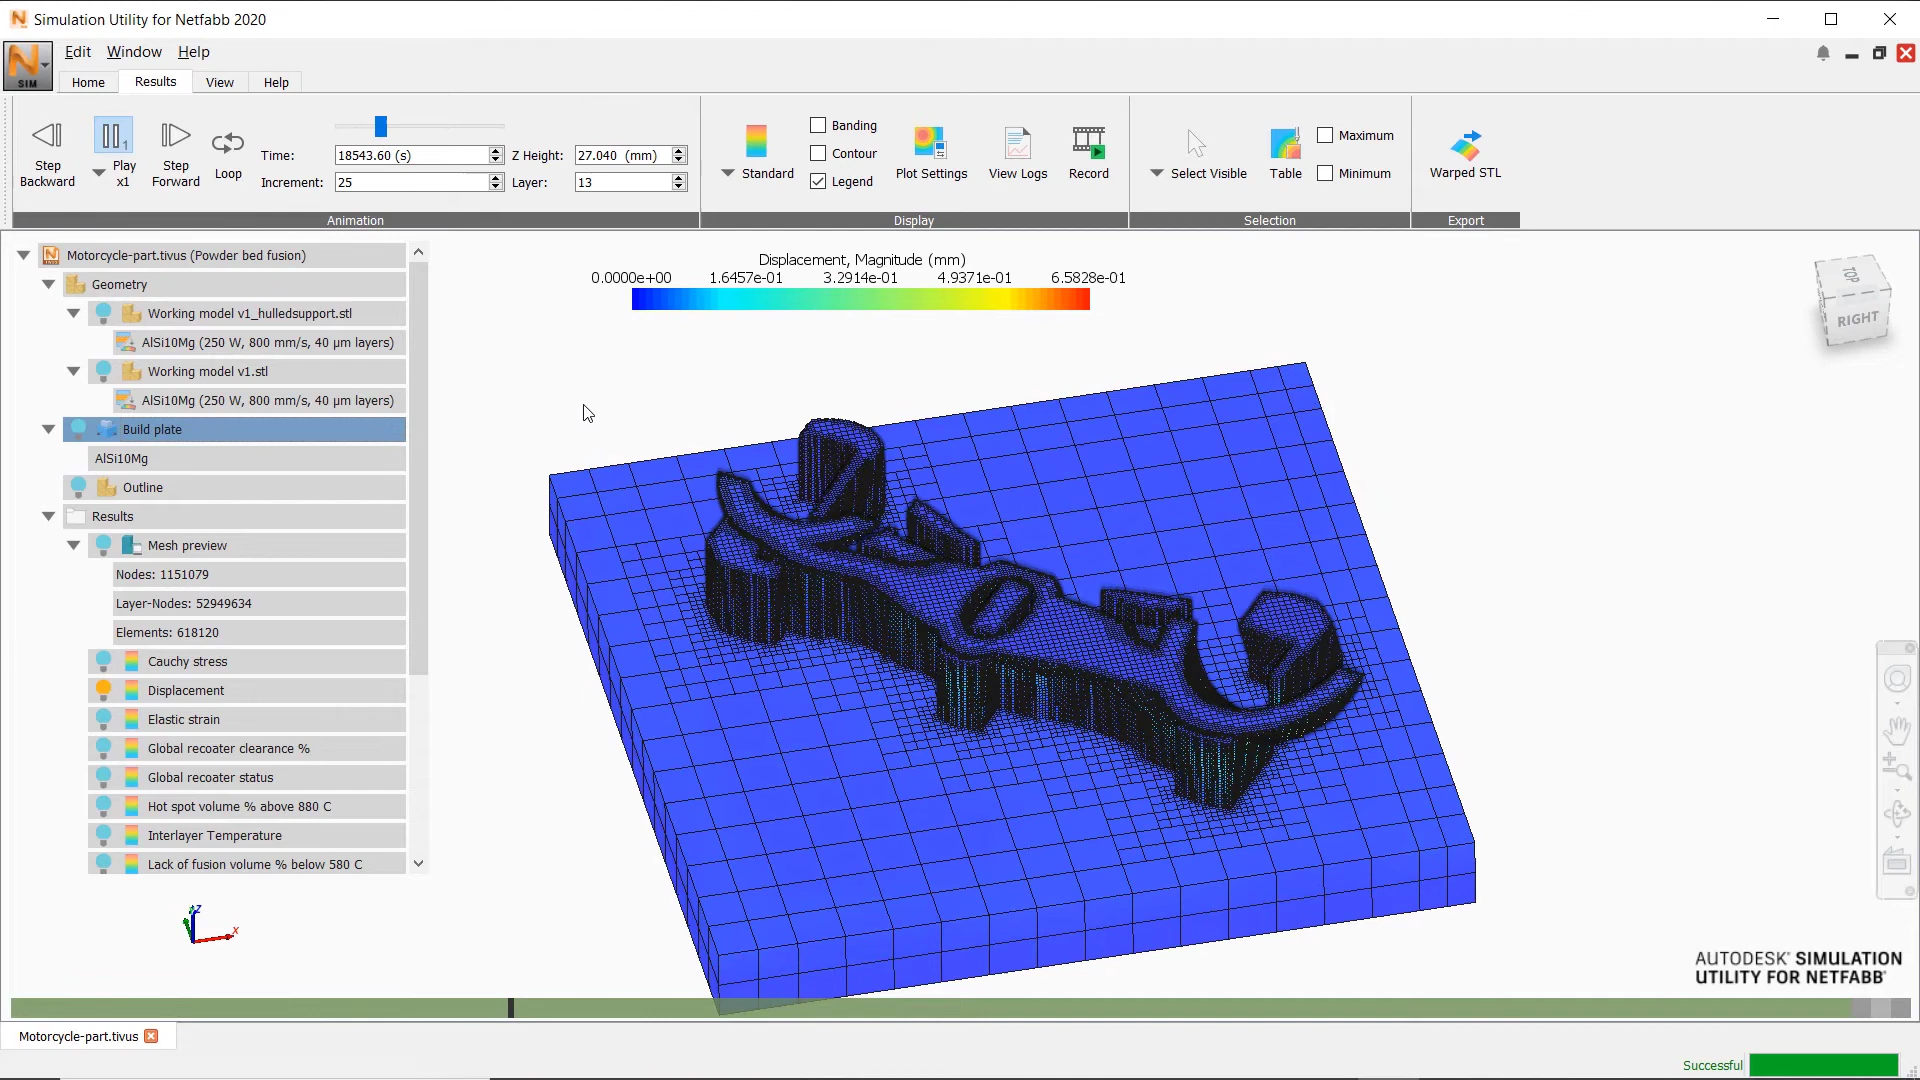 Simulation Utility for Netfabb 2020
Edit Window Help
SIM
Home Results View Help
Step Backward
Play x1
Step Forward
Loop
Time: 18543.60 (s)
Z Height: 27.040 (mm)
Increment: 25
Layer: 13
Animation
Standard
Banding
Contour
Legend
Plot Settings
View Logs
Record
Display
Select Visible
Table
Maximum
Minimum
Selection
Warped STL
Export
Motorcycle-part.tivus (Powder bed fusion)
Geometry
Working model v1_hulledsupport.stl
AlSi10Mg (250 W, 800 mm/s, 40 µm layers)
Working model v1.stl
AlSi10Mg (250 W, 800 mm/s, 40 µm layers)
Build plate
AlSi10Mg
Outline
Results
Mesh preview
Nodes: 1151079
Layer-Nodes: 52949634
Elements: 618120
Cauchy stress
Displacement
Elastic strain
Global recoater clearance %
Global recoater status
Hot spot volume % above 880 C
Interlayer Temperature
Lack of fusion volume % below 580 C
Displacement, Magnitude (mm)
0.0000e+00 1.6457e-01 3.2914e-01 4.9371e-01 6.5828e-01
TOP
RIGHT
Z
X
AUTODESK® SIMULATION
UTILITY FOR NETFABB®
Motorcycle-part.tivus
Successful